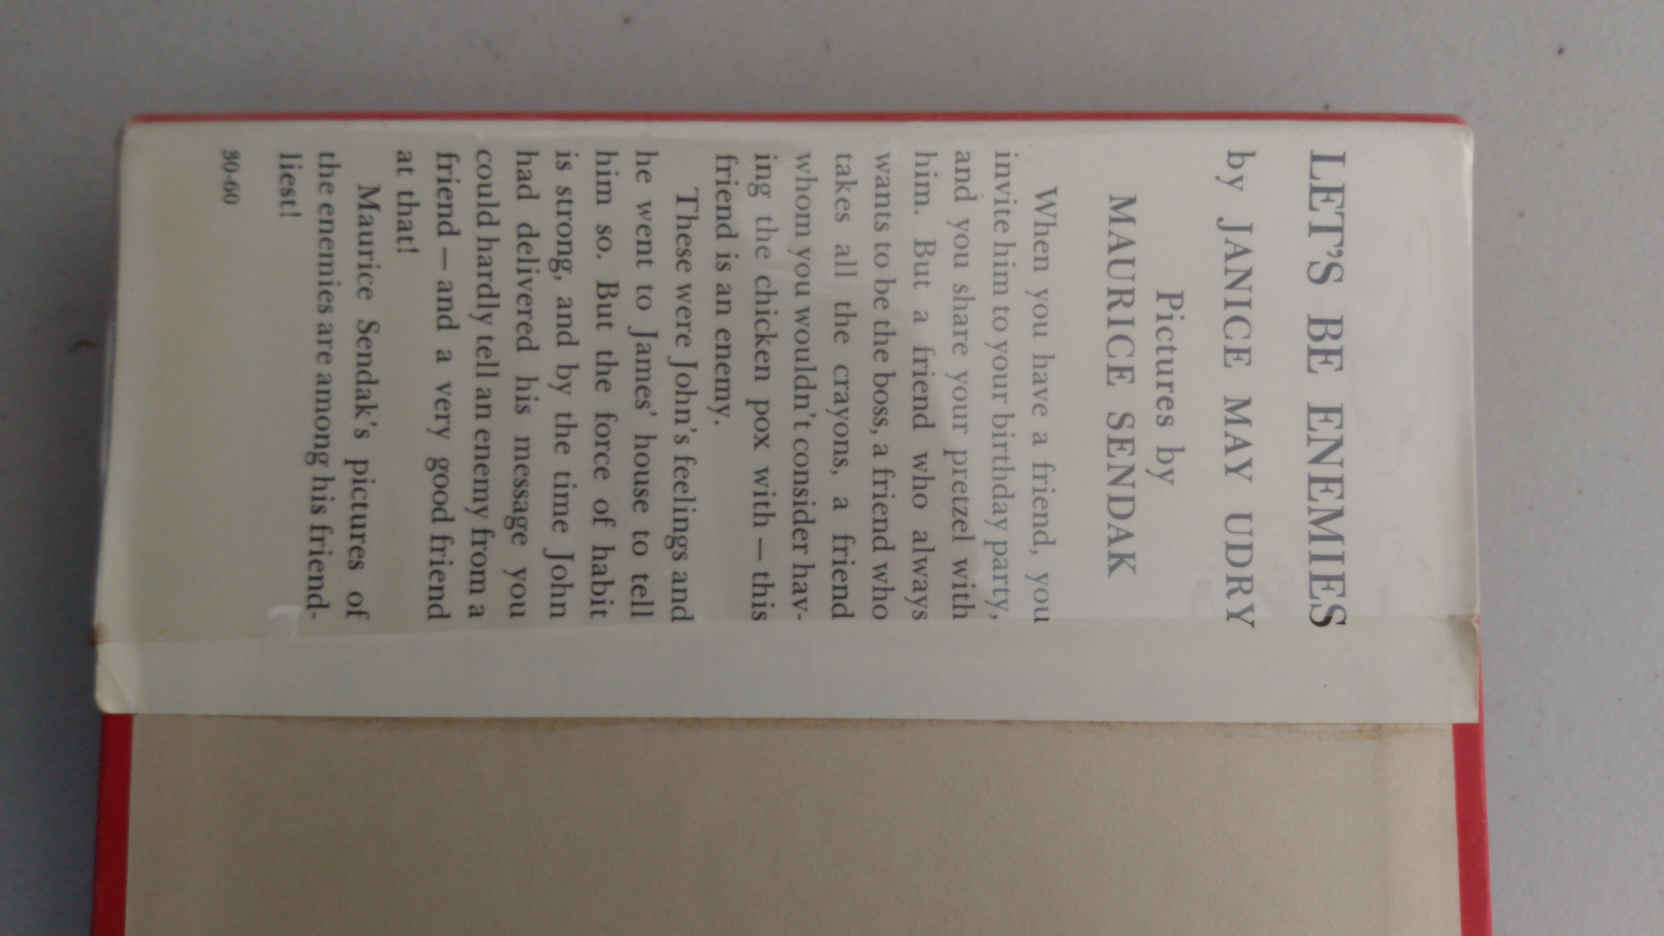 LET'S BE ENEMIES
by JANICE MAY UDRY
Pictures by
MAURICE SENDAK
When you have a friend, you
invite him to your birthday party,
and you share your pretzel with
him. But a friend who always
wants to be the boss, a friend who
takes all the crayons, a friend
whom you wouldn't consider hav-
ing the chicken pox with — this
friend is an enemy.
These were John's feelings and
he went to James' house to tell
him so. But the force of habit
is strong, and by the time John
had delivered his message you
could hardly tell an enemy from a
friend — and a very good friend
at that!
Maurice Sendak's pictures of
the enemies are among his friend-
liest!